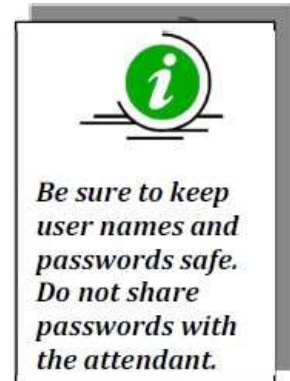 i
Be sure to keep
user names and
passwords safe.
Do not share
passwords with
the attendant.